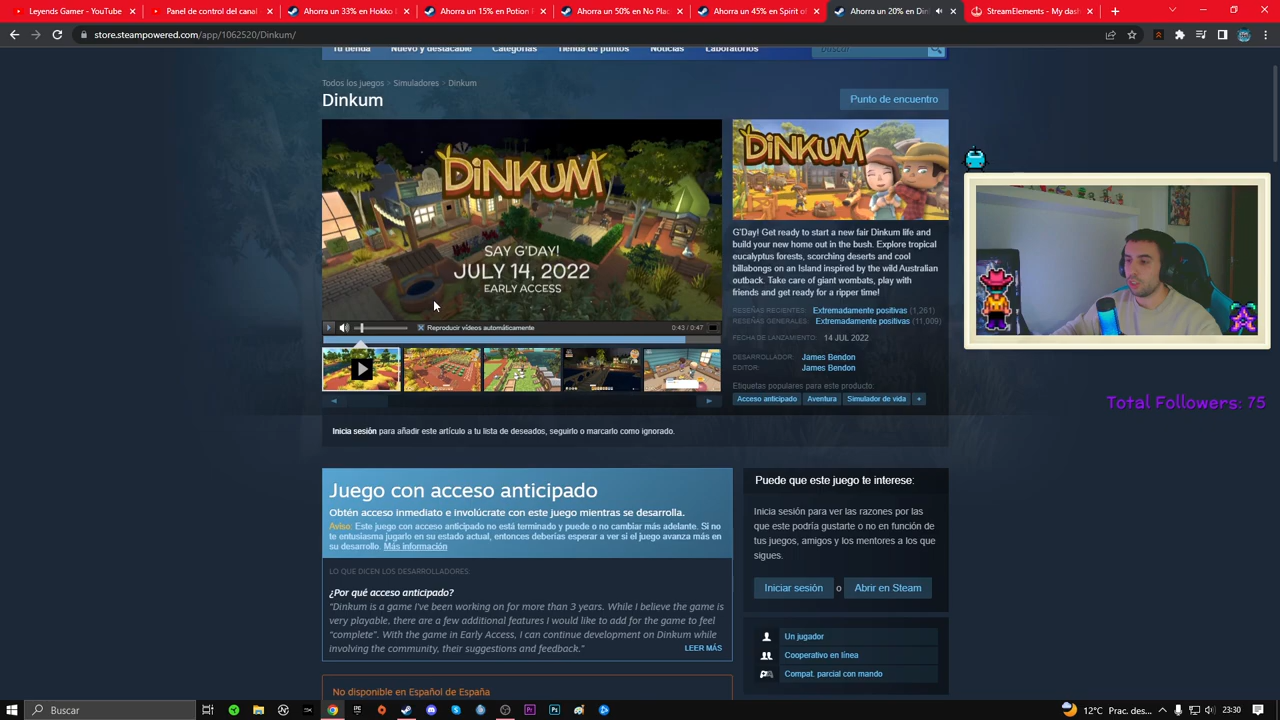 Leyends Gamer - YouTube
Panel de control del canal
Ahorra un 33% en Hokko
Ahorra un 15% en Potion
Ahorra un 50% en No Plac
Ahorra un 45% en Spirit o
Ahorra un 20% en Din
StreamElements - My das
store.steampowered.com/app/1062520/Dinkum/
Tu tienda
Nuevo y destacable
Categorías
Tienda de puntos
Noticias
Laboratorios
Buscar
Todos los juegos > Simuladores > Dinkum
Dinkum
Punto de encuentro
DINKUM
SAY G'DAY!
JULY 14, 2022
EARLY ACCESS
Reproducir vídeos automáticamente
0:43 / 0:47
DINKUM
G'Day! Get ready to start a new fair Dinkum life and
build your new home out in the bush. Explore tropical
eucalyptus forests, scorching deserts and cool
billabongs on an Island inspired by the wild Australian
outback. Take care of giant wombats, play with
friends and get ready for a ripper time!
RESEÑAS RECIENTES: Extremadamente positivas (1,261)
RESEÑAS GENERALES: Extremadamente positivas (11,009)
FECHA DE LANZAMIENTO: 14 JUL 2022
DESARROLLADOR: James Bendon
EDITOR: James Bendon
Etiquetas populares para este producto:
Acceso anticipado
Aventura
Simulador de vida
+
Total Followers: 75
Inicia sesión para añadir este artículo a tu lista de deseados, seguirlo o marcarlo como ignorado.
Juego con acceso anticipado
Obtén acceso inmediato e involúcrate con este juego mientras se desarrolla.
Aviso: Este juego con acceso anticipado no está terminado y puede o no cambiar más adelante. Si no
te entusiasma jugarlo en su estado actual, entonces deberías esperar a ver si el juego avanza más en
su desarrollo. Más información
LO QUE DICEN LOS DESARROLLADORES:
¿Por qué acceso anticipado?
“Dinkum is a game I've been working on for more than 3 years. While I believe the game is
very playable, there are a few additional features I would like to add for the game to feel
“complete”. With the game in Early Access, I can continue development on Dinkum while
involving the community, their suggestions and feedback.”
LEER MÁS
No disponible en Español de España
Puede que este juego te interese:
Inicia sesión para ver las razones por las
que este podría gustarte o no en función de
tus juegos, amigos y los mentores a los que
sigues.
Iniciar sesión o Abrir en Steam
Un jugador
Cooperativo en línea
Compat. parcial con mando
Buscar
12°C Prac. des...
23:30